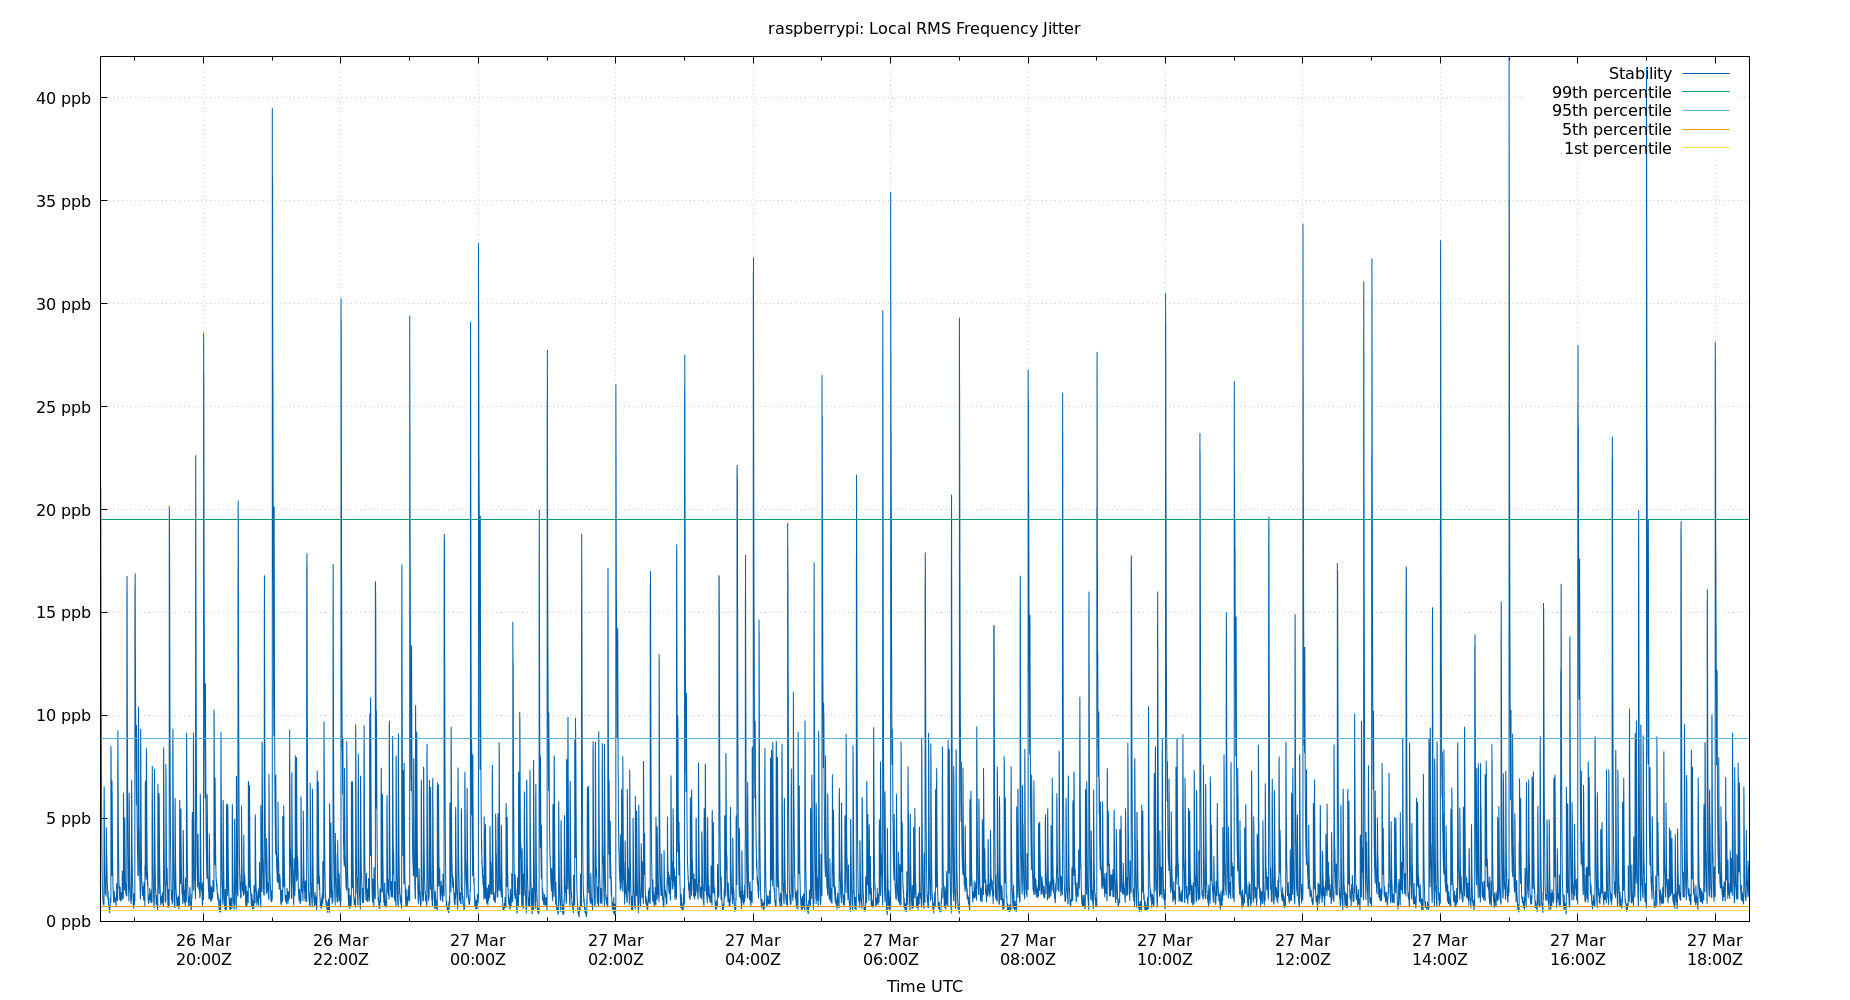 raspberrypi: Local RMS Frequency Jitter
Stability
99th percentile
95th percentile
5th percentile
1st percentile
40 ppb
35 ppb
30 ppb
25 ppb
20 ppb
15 ppb
10 ppb
5 ppb
0 ppb
26 Mar 26 Mar 27 Mar 27 Mar 27 Mar 27 Mar 27 Mar 27 Mar 27 Mar 27 Mar 27 Mar 27 Mar
20:00Z 22:00Z 00:00Z 02:00Z 04:00Z 06:00Z 08:00Z 10:00Z 12:00Z 14:00Z 16:00Z 18:00Z
Time UTC